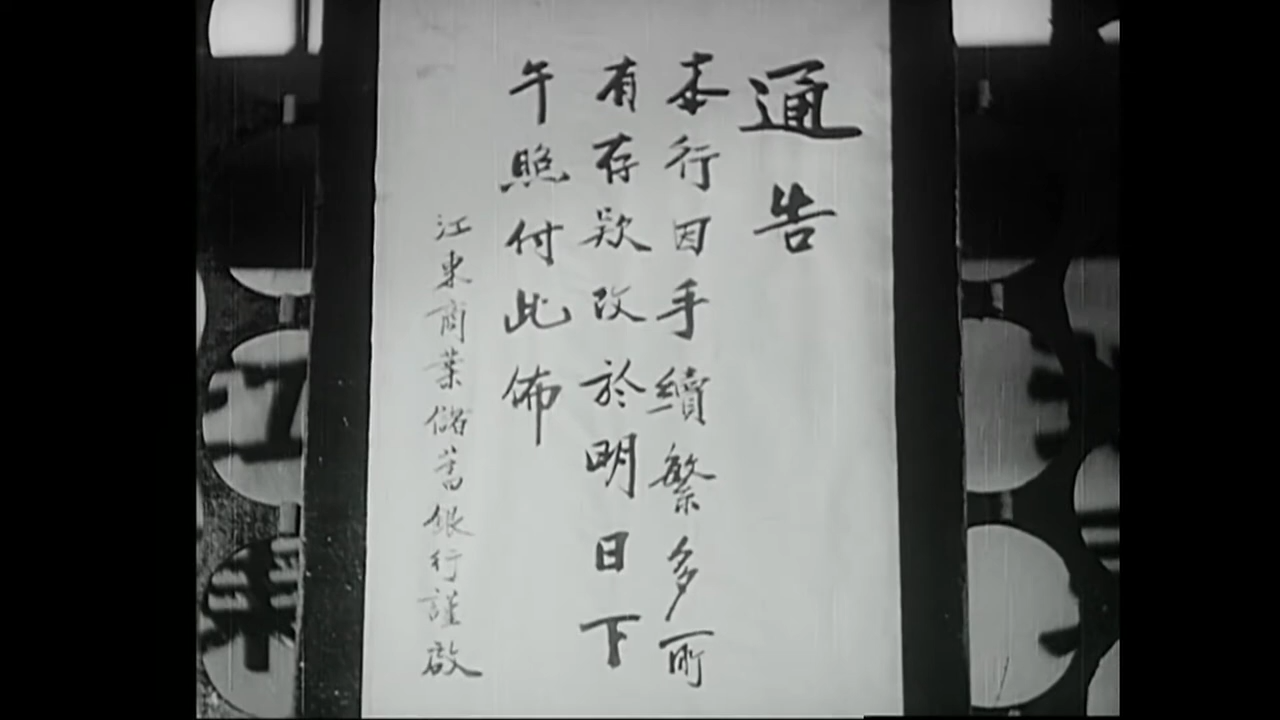 通告
本行因手續繁多所
有存欵改於明日下
午照付此佈
江東商業儲蓄銀行謹啟